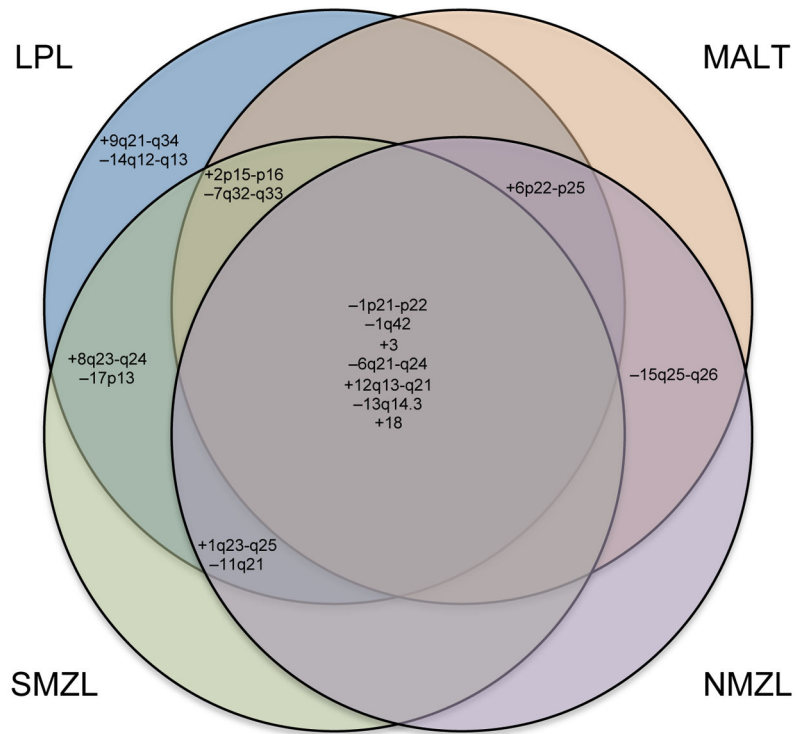 LPL
MALT
+9q21-q34
–14q12-q13
+2p15-p16
–7q32-q33
+6p22-p25
–1p21-p22
–1q42
+3
–6q21-q24
+12q13-q21
–13q14.3
+18
+8q23-q24
–17p13
–15q25-q26
+1q23-q25
–11q21
SMZL
NMZL